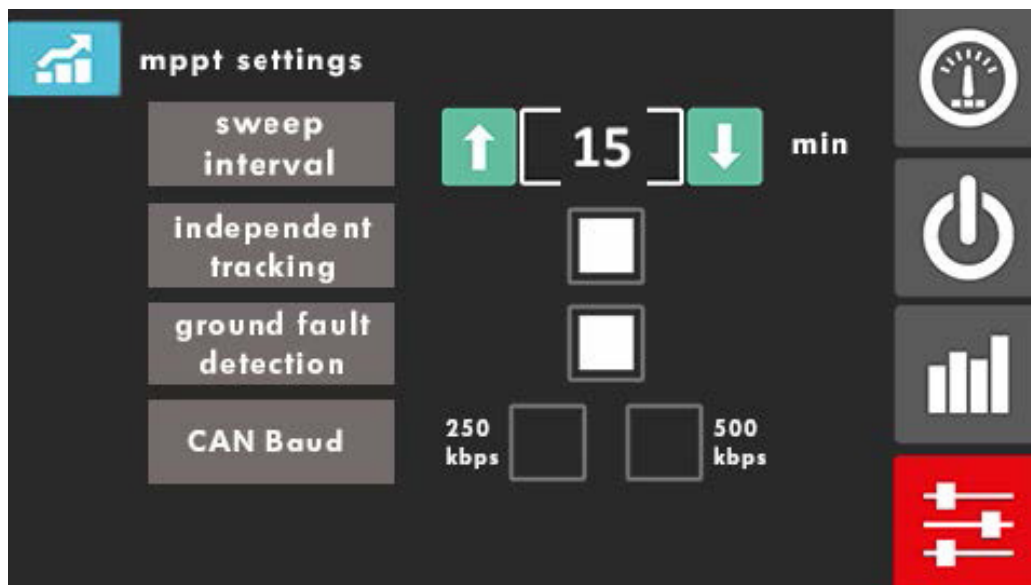 mppt settings
sweep
interval
15
min
independent
tracking
ground fault
detection
CAN Baud
250
kbps
500
kbps